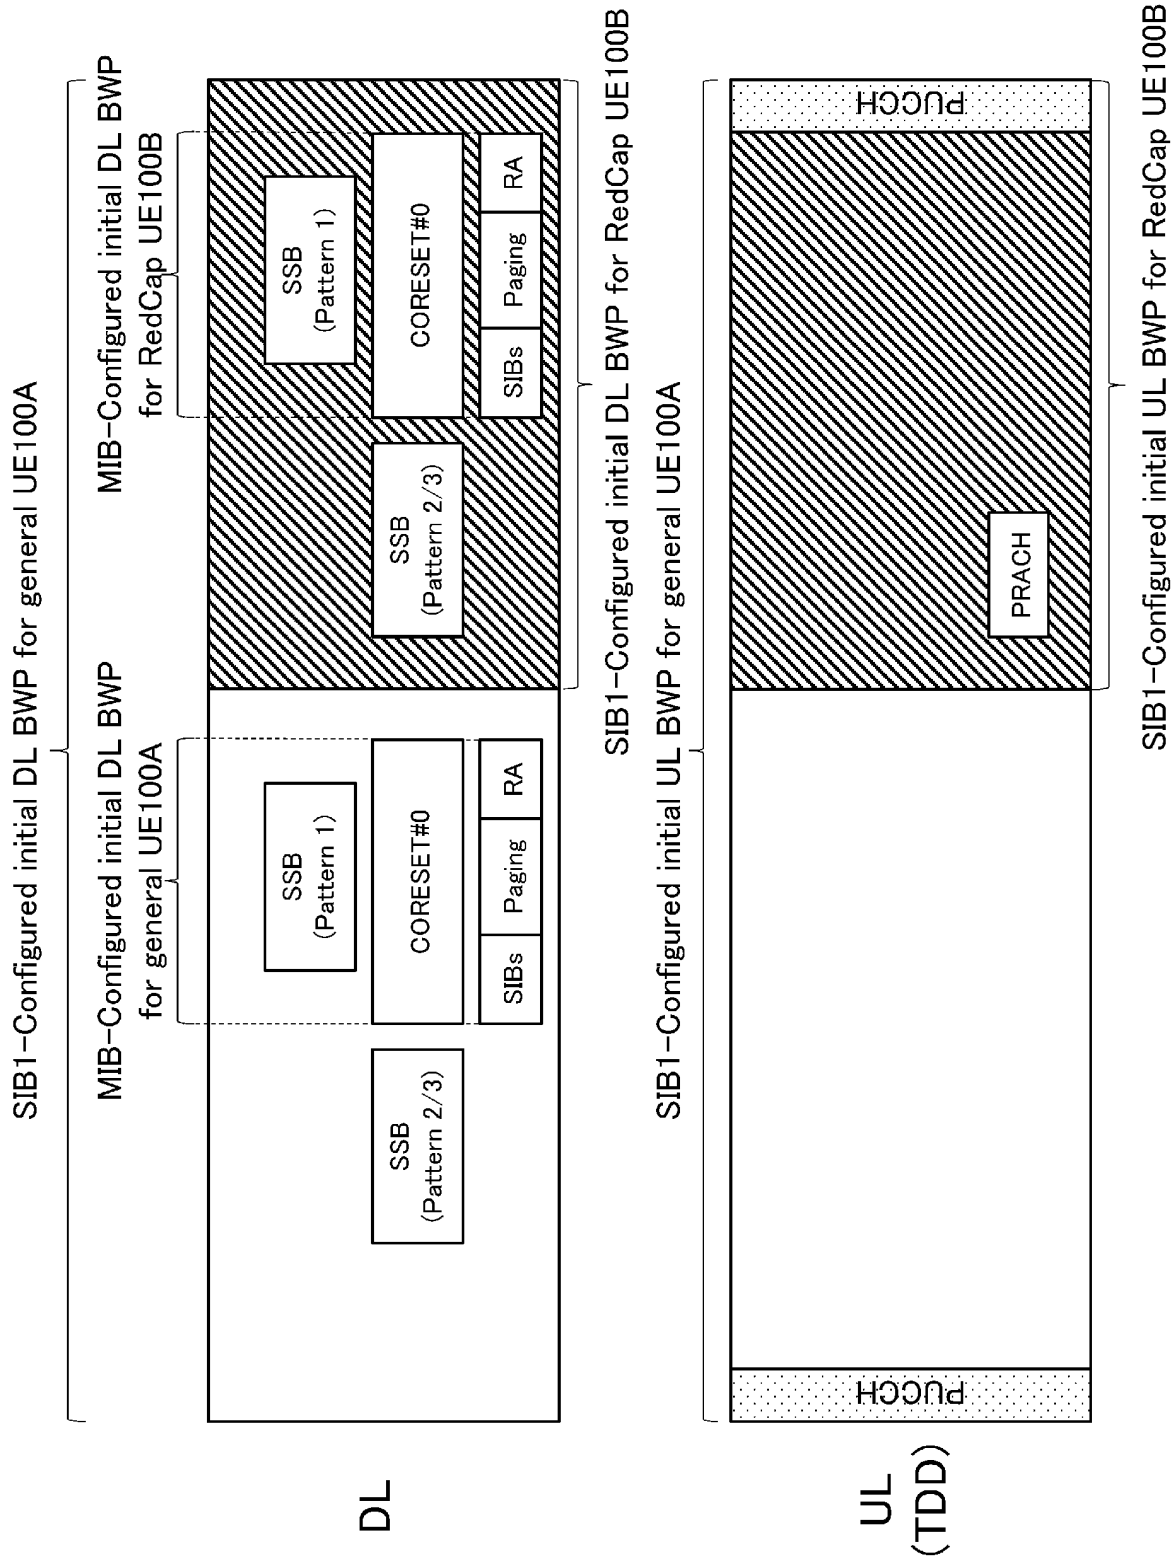 SIB1-Configured initial DL BWP for general UE100A
MIB-Configured initial DL BWP
for general UE100A
MIB-Configured initial DL BWP
for RedCap UE100B
DL
SSB
(Pattern 2/3)
SSB
(Pattern 1)
CORESET#0
SIBs
Paging
RA
SSB
(Pattern 2/3)
SSB
(Pattern 1)
CORESET#0
SIBs
Paging
RA
SIB1-Configured initial DL BWP for RedCap UE100B
SIB1-Configured initial UL BWP for general UE100A
UL
(TDD)
PUCCH
PRACH
PUCCH
SIB1-Configured initial UL BWP for RedCap UE100B